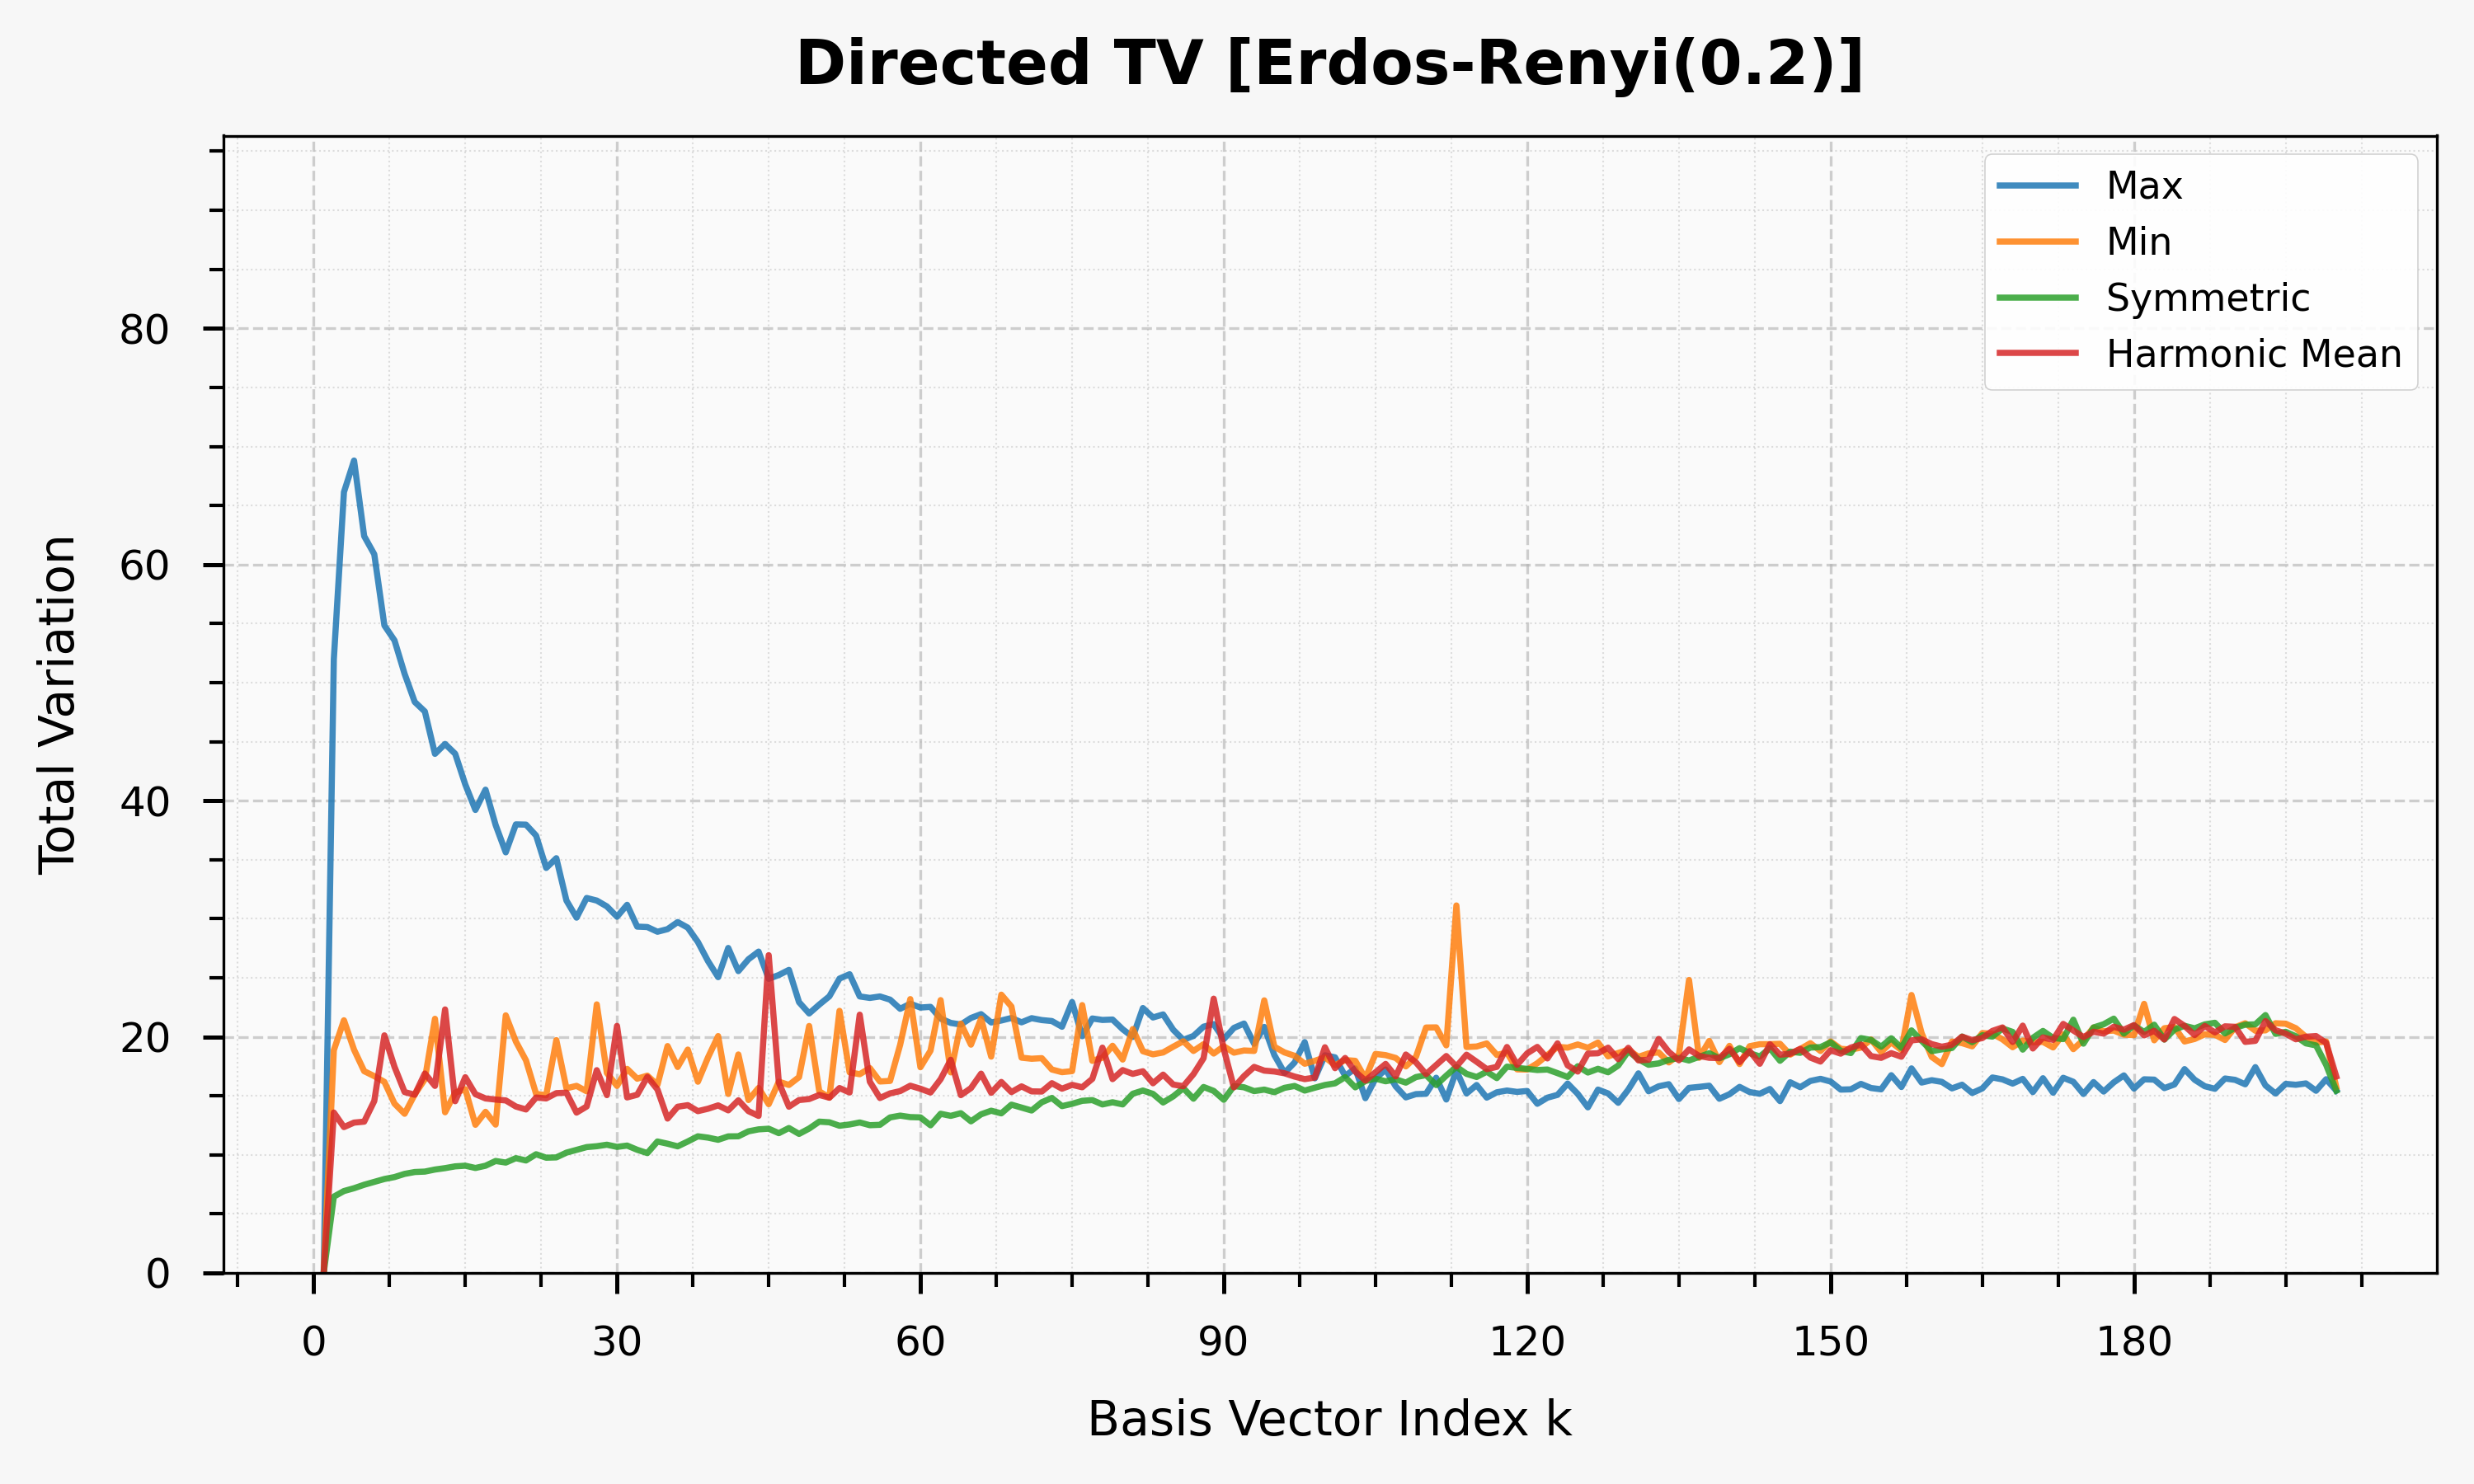 Directed TV [Erdos-Renyi(0.2)]
Max
Min
Symmetric
Harmonic Mean
Total Variation
80
60
40
20
0
0 30 60 90 120 150 180
Basis Vector Index k